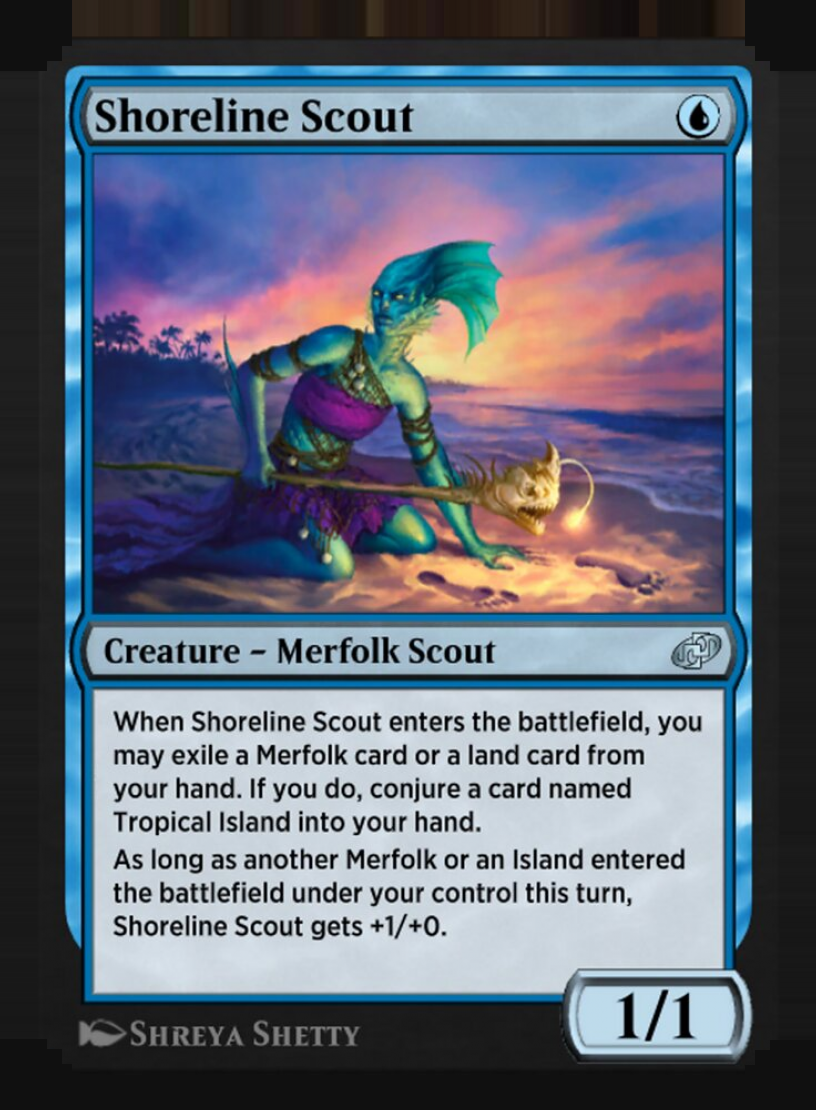 Shoreline Scout
Creature – Merfolk Scout
When Shoreline Scout enters the battlefield, you
may exile a Merfolk card or a land card from
your hand. If you do, conjure a card named
Tropical Island into your hand.
As long as another Merfolk or an Island entered
the battlefield under your control this turn,
Shoreline Scout gets +1/+0.
1/1
Shreya Shetty